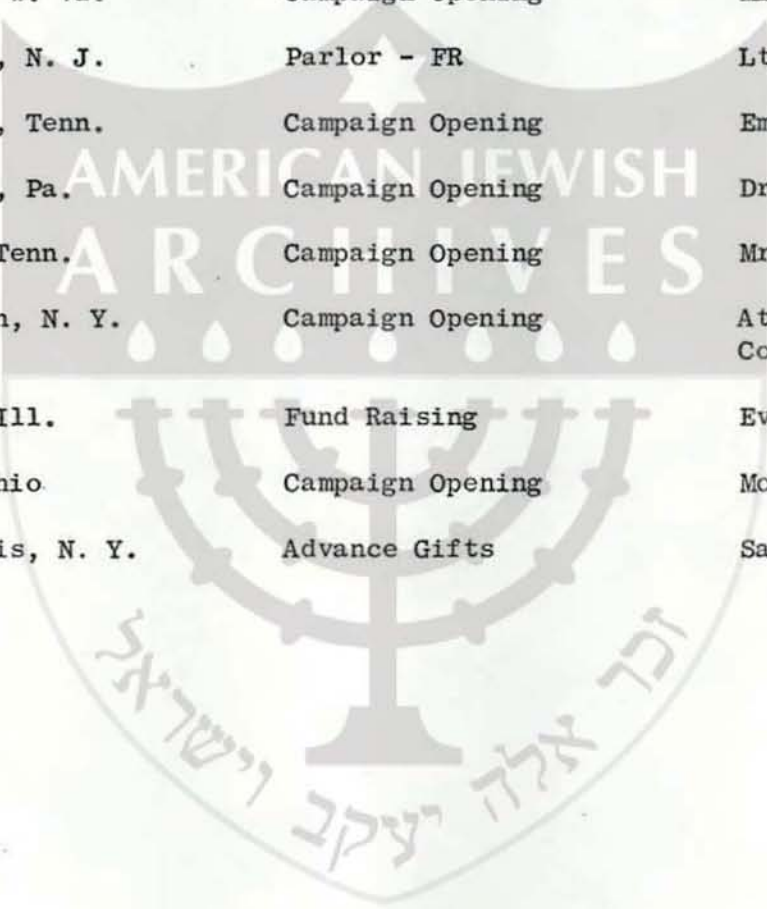 , N. J. Parlor - FR Lt
, Tenn. Campaign Opening Em
, Pa. Campaign Opening Dr
Tenn. Campaign Opening Mr
n, N. Y. Campaign Opening At
Co
Ill. Fund Raising Ev
hio Campaign Opening Mo
is, N. Y. Advance Gifts Sa
AMERICAN JEWISH
ARCHIVES
זכר אלה יעקב וישראל